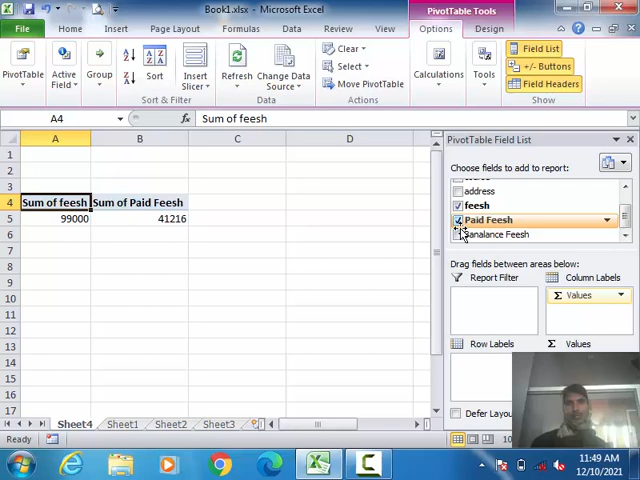 Book1.xlsx - Microsoft Excel
PivotTable Tools
File
Home
Insert
Page Layout
Formulas
Data
Review
View
Options
Design
PivotTable
Active
Field
Group
Sort
Insert
Slicer
Sort & Filter
Refresh
Change Data
Source
Data
Clear
Select
Move PivotTable
Actions
Calculations
Tools
Field List
+/- Buttons
Field Headers
Show
A4
fx
Sum of feesh
A
B
C
D
1
2
3
4
Sum of feesh
Sum of Paid Feesh
5
99000
41216
6
7
8
9
10
11
12
13
14
15
16
17
PivotTable Field List
Choose fields to add to report:
address
feesh
Paid Feesh
Banalance Feesh
Drag fields between areas below:
Report Filter
Column Labels
Σ Values
Row Labels
Σ Values
Defer Layou
Sheet4
Sheet1
Sheet2
Sheet3
Ready
10
11:49 AM
12/10/2021